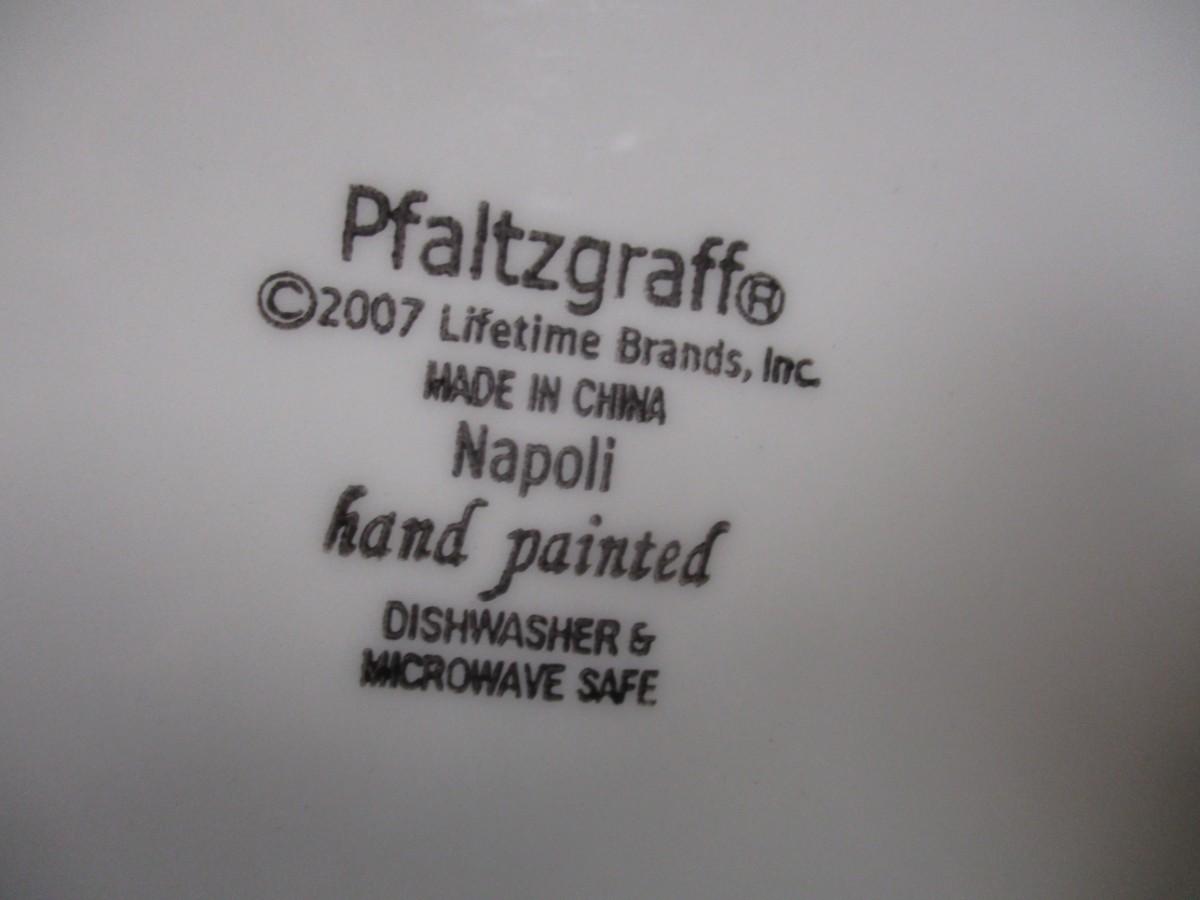 Pfaltzgraff®
©2007 Lifetime Brands, Inc.
MADE IN CHINA
Napoli
hand painted
DISHWASHER &
MICROWAVE SAFE